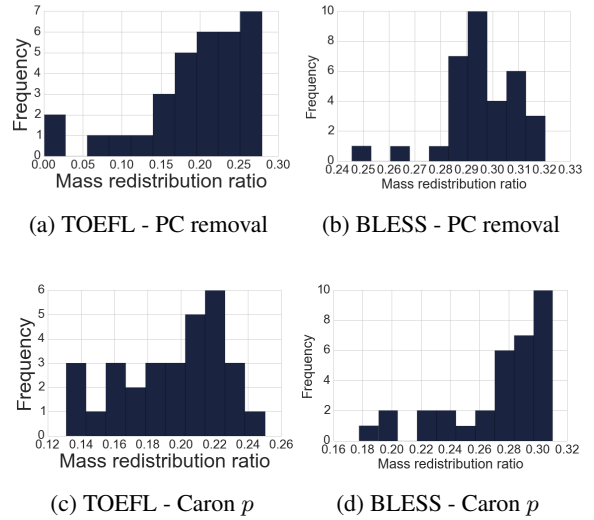 7
6
5
4
3
2
1
0
Frequency
0.00 0.05 0.10 0.15 0.20 0.25 0.30
Mass redistribution ratio
(a) TOEFL - PC removal
10
8
6
4
2
0
Frequency
0.24 0.25 0.26 0.27 0.28 0.29 0.30 0.31 0.32 0.33
Mass redistribution ratio
(b) BLESS - PC removal
6
5
4
3
2
1
0
Frequency
0.12 0.14 0.16 0.18 0.20 0.22 0.24 0.26
Mass redistribution ratio
(c) TOEFL - Caron p
10
8
6
4
2
0
Frequency
0.16 0.18 0.20 0.22 0.24 0.26 0.28 0.30 0.32
Mass redistribution ratio
(d) BLESS - Caron p